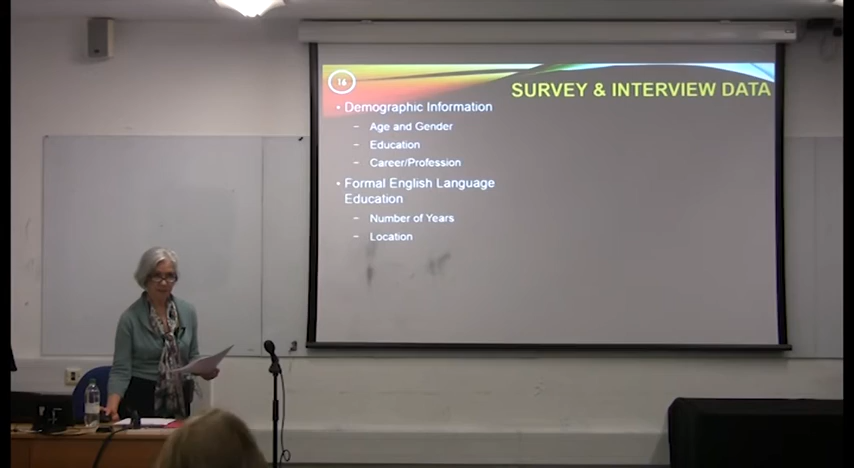 16
SURVEY & INTERVIEW DATA
• Demographic Information
– Age and Gender
– Education
– Career/Profession
• Formal English Language
Education
– Number of Years
– Location